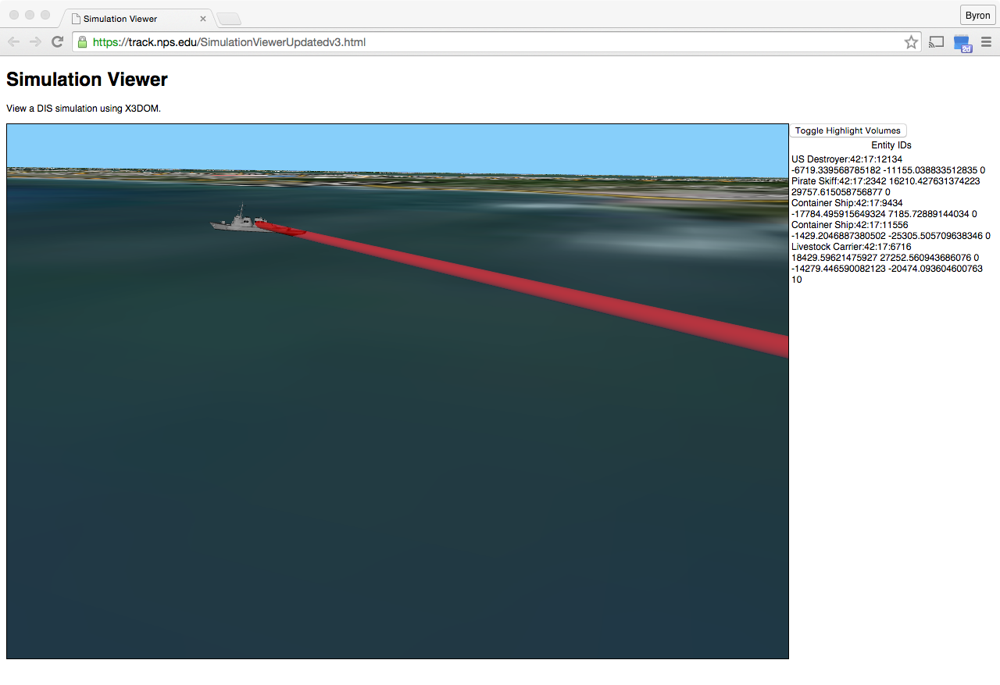 Simulation Viewer
Byron
https://track.nps.edu/SimulationViewerUpdatedv3.html
2d
Simulation Viewer
View a DIS simulation using X3DOM.
Toggle Highlight Volumes
Entity IDs
US Destroyer:42:17:12134
-6719.339568785182 -11155.038833512835 0
Pirate Skiff:42:17:2342 16210.427631374223
29757.615058756877 0
Container Ship:42:17:9434
-17784.495915649324 7185.72889144034 0
Container Ship:42:17:11556
-1429.2046887380502 -25305.505709638346 0
Livestock Carrier:42:17:6716
18429.59621475927 27252.560943686076 0
-14279.446590082123 -20474.093604600763
10